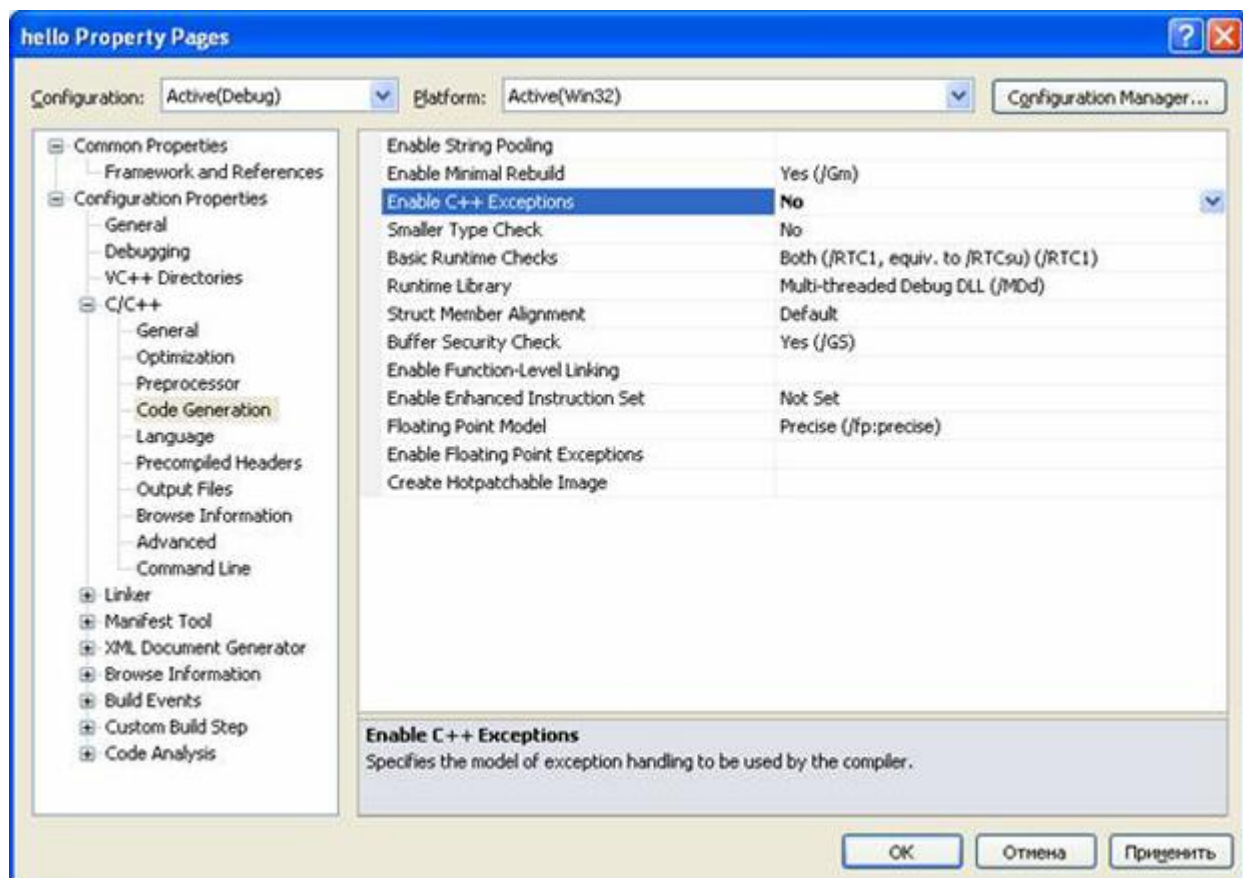 hello Property Pages
Configuration: Active(Debug) Platform: Active(Win32) Configuration Manager...
Common Properties
Framework and References
Configuration Properties
General
Debugging
VC++ Directories
C/C++
General
Optimization
Preprocessor
Code Generation
Language
Precompiled Headers
Output Files
Browse Information
Advanced
Command Line
Linker
Manifest Tool
XML Document Generator
Browse Information
Build Events
Custom Build Step
Code Analysis
Enable String Pooling
Enable Minimal Rebuild Yes (/Gm)
Enable C++ Exceptions No
Smaller Type Check No
Basic Runtime Checks Both (/RTC1, equiv. to /RTCsu) (/RTC1)
Runtime Library Multi-threaded Debug DLL (/MDd)
Struct Member Alignment Default
Buffer Security Check Yes (/GS)
Enable Function-Level Linking
Enable Enhanced Instruction Set Not Set
Floating Point Model Precise (/fp:precise)
Enable Floating Point Exceptions
Create Hotpatchable Image
Enable C++ Exceptions
Specifies the model of exception handling to be used by the compiler.
OK Отмена Применить